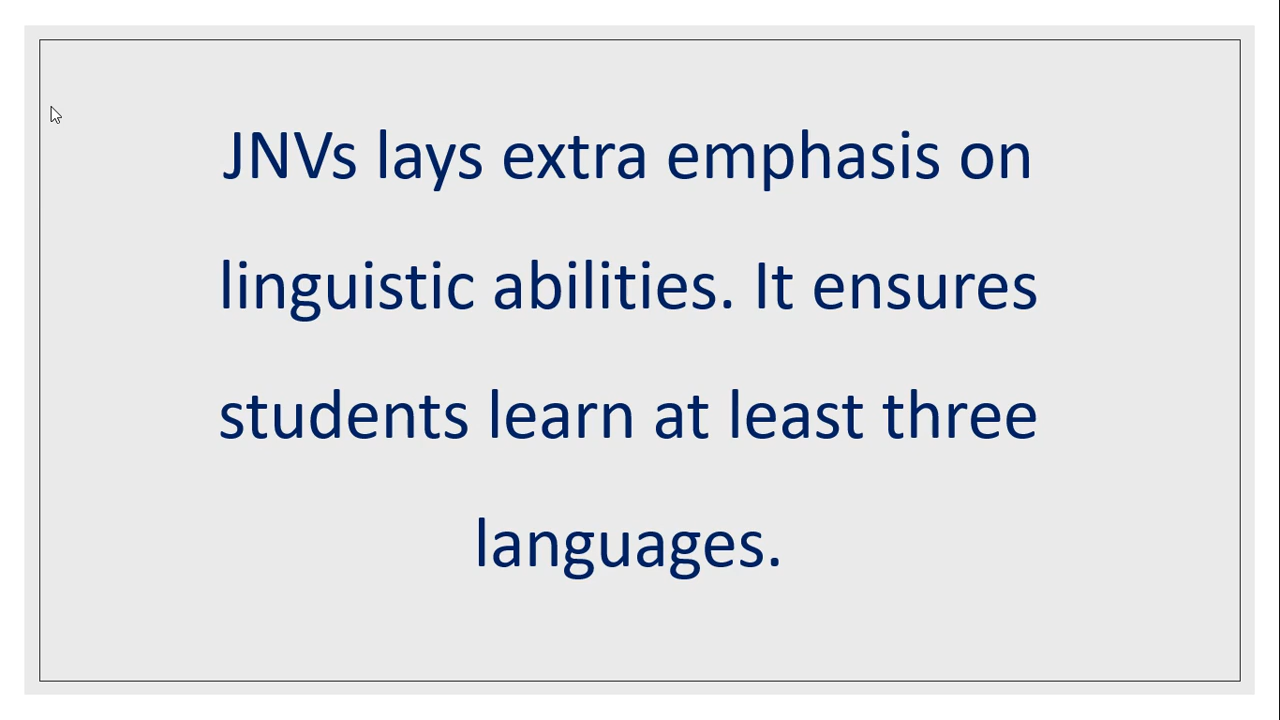 JNVs lays extra emphasis on
linguistic abilities. It ensures
students learn at least three
languages.